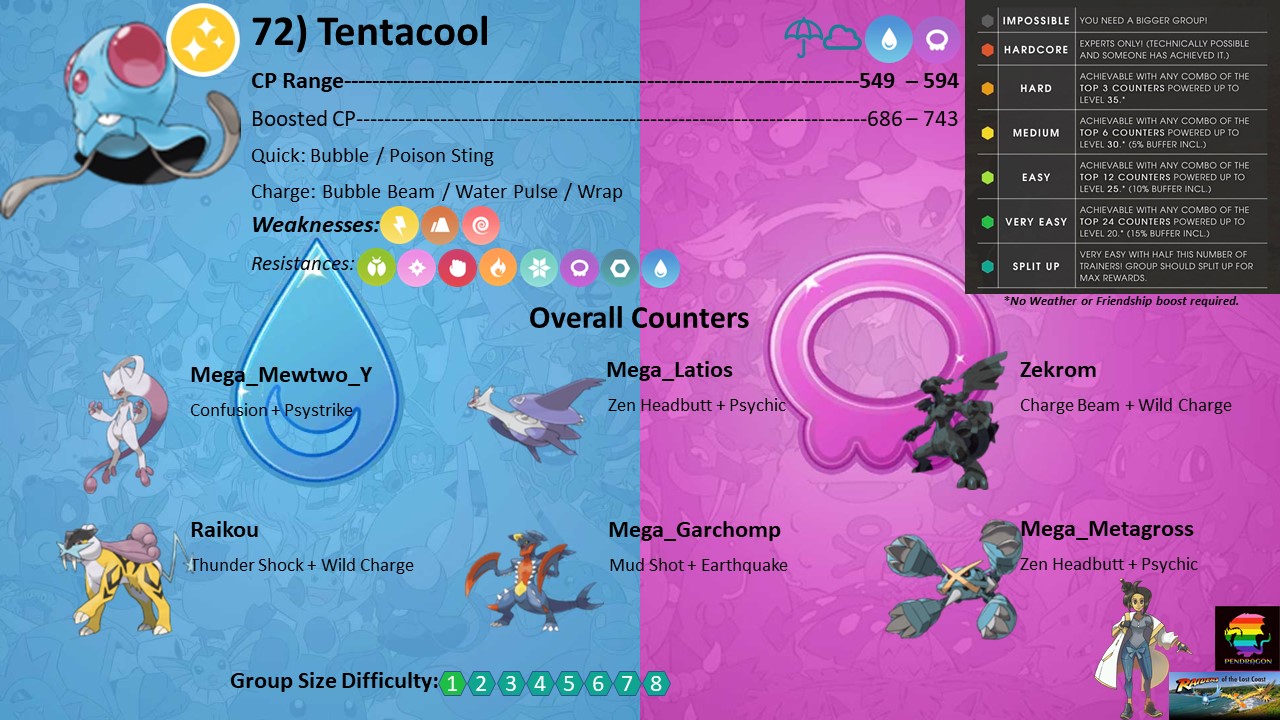 72) Tentacool
CP Range---549 – 594
Boosted CP---686 – 743
Quick: Bubble / Poison Sting
Charge: Bubble Beam / Water Pulse / Wrap
Weaknesses:
Resistances:
IMPOSSIBLE YOU NEED A BIGGER GROUP!
HARDCORE EXPERTS ONLY! (TECHNICALLY POSSIBLE
AND SOMEONE HAS ACHIEVED IT.)
HARD ACHIEVABLE WITH ANY COMBO OF THE
TOP 3 COUNTERS POWERED UP TO
LEVEL 35.*
MEDIUM ACHIEVABLE WITH ANY COMBO OF THE
TOP 6 COUNTERS POWERED UP TO
LEVEL 30.* (5% BUFFER INCL.)
EASY ACHIEVABLE WITH ANY COMBO OF THE
TOP 12 COUNTERS POWERED UP TO
LEVEL 25.* (10% BUFFER INCL.)
VERY EASY ACHIEVABLE WITH ANY COMBO OF THE
TOP 24 COUNTERS POWERED UP TO
LEVEL 20.* (15% BUFFER INCL.)
SPLIT UP VERY EASY WITH HALF THIS NUMBER OF
TRAINERS! GROUP SHOULD SPLIT UP FOR
MAX REWARDS.
*No Weather or Friendship boost required.
Overall Counters
Mega_Mewtwo_Y
Confusion + Psystrike
Mega_Latios
Zen Headbutt + Psychic
Zekrom
Charge Beam + Wild Charge
Raikou
Thunder Shock + Wild Charge
Mega_Garchomp
Mud Shot + Earthquake
Mega_Metagross
Zen Headbutt + Psychic
Group Size Difficulty: 1 2 3 4 5 6 7 8
PENDRAGON
RAIDERS of the Lost Coast